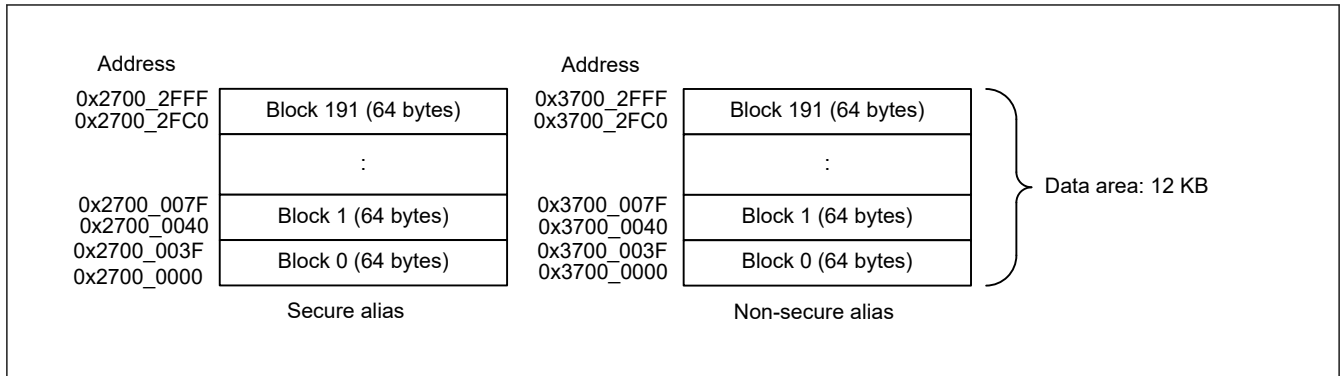 Address
0x2700_2FFF
0x2700_2FC0
Block 191 (64 bytes)
:
0x2700_007F
0x2700_0040
Block 1 (64 bytes)
0x2700_003F
0x2700_0000
Block 0 (64 bytes)
Secure alias
Address
0x3700_2FFF
0x3700_2FC0
Block 191 (64 bytes)
:
0x3700_007F
0x3700_0040
Block 1 (64 bytes)
0x3700_003F
0x3700_0000
Block 0 (64 bytes)
Non-secure alias
Data area: 12 KB